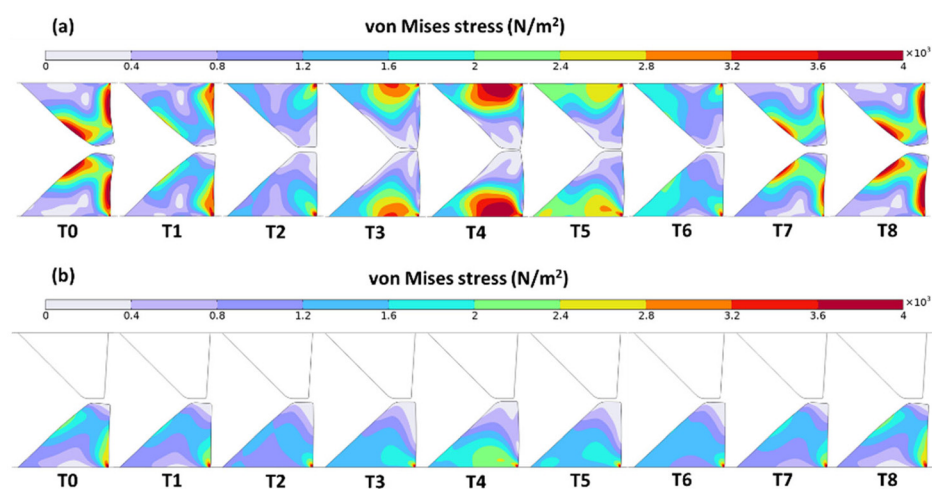 (a) von Mises stress (N/m²)
×10³
0 0.4 0.8 1.2 1.6 2 2.4 2.8 3.2 3.6 4
T0 T1 T2 T3 T4 T5 T6 T7 T8
(b) von Mises stress (N/m²)
×10³
0 0.4 0.8 1.2 1.6 2 2.4 2.8 3.2 3.6 4
T0 T1 T2 T3 T4 T5 T6 T7 T8